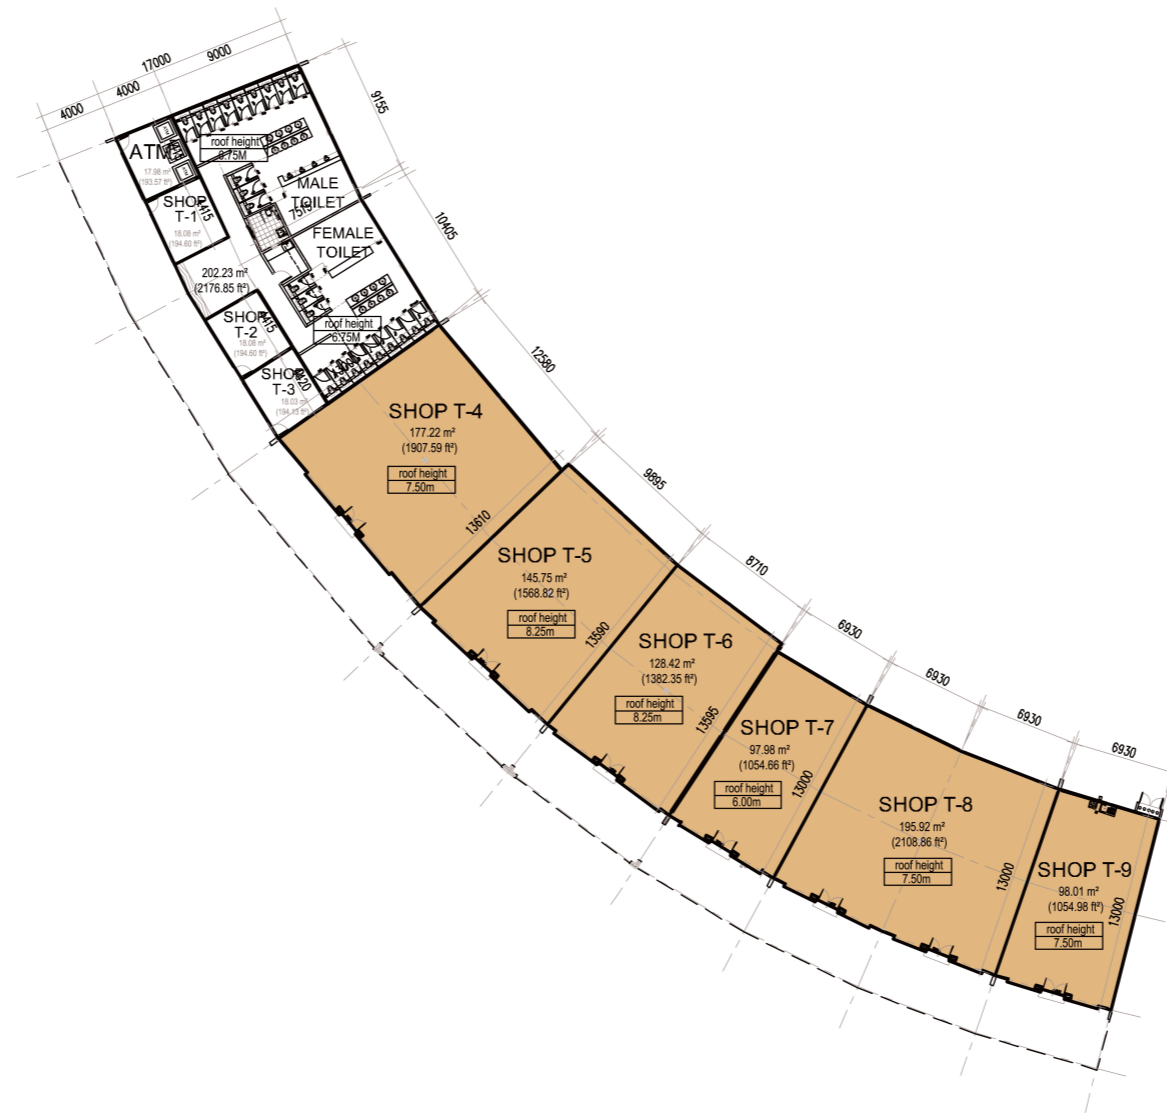 17000
9000
4000
4000
9155
ATM
17.98 m²
(193.57 ft²)
roof height
6.75M
SHOP
T-1
18.08 m²
(194.60 ft²)
4415
MALE
TOILET
7519
FEMALE
TOILET
10405
202.23 m²
(2176.85 ft²)
SHOP
T-2
18.08 m²
(194.60 ft²)
4415
roof height
6.75M
SHOP
T-3
18.03 m²
(194.13 ft²)
12580
SHOP T-4
177.22 m²
(1907.59 ft²)
roof height
7.50m
13610
9895
SHOP T-5
145.75 m²
(1568.82 ft²)
roof height
8.25m
13590
8710
SHOP T-6
128.42 m²
(1382.35 ft²)
roof height
8.25m
13595
6930
SHOP T-7
97.98 m²
(1054.66 ft²)
roof height
6.00m
13000
6930
6930
SHOP T-8
195.92 m²
(2108.86 ft²)
roof height
7.50m
13000
6930
SHOP T-9
98.01 m²
(1054.98 ft²)
roof height
7.50m
13000